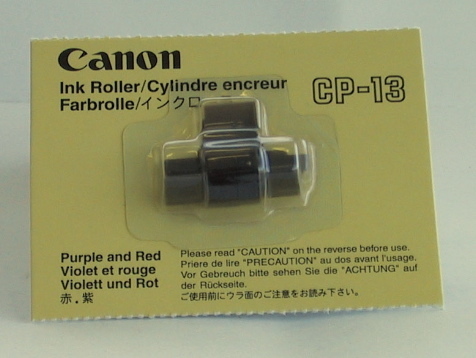 Canon
Ink Roller/Cylindre encreur
Farbrolle/インクロ
CP-13
Purple and Red
Violet et rouge
Violett und Rot
赤．紫
Please read "CAUTION" on the reverse before use.
Priere de lire "PRECAUTION" au dos avant l'usage.
Vor Gebreuch bitte sehen Sie die "ACHTUNG" auf
der Rückseite.
ご使用前にウラ面のご注意をお読み下さい。